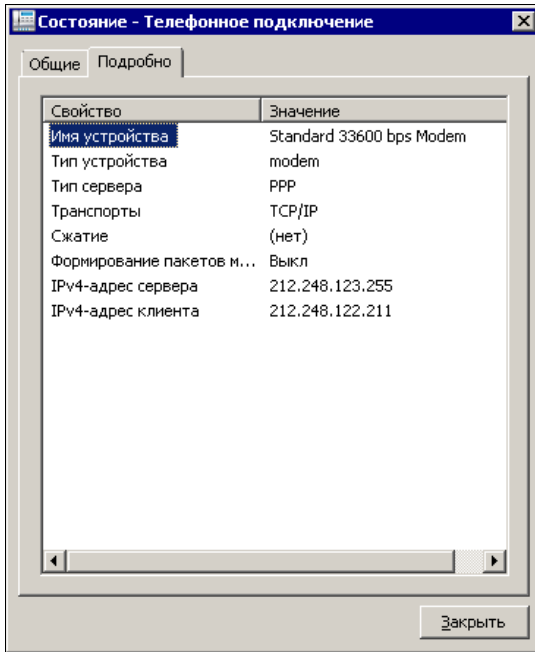 Состояние - Телефонное подключение
Общие Подробно
Свойство Значение
Имя устройства Standard 33600 bps Modem
Тип устройства modem
Тип сервера PPP
Транспорты TCP/IP
Сжатие (нет)
Формирование пакетов м... Выкл
IPv4-адрес сервера 212.248.123.255
IPv4-адрес клиента 212.248.122.211
Закрыть